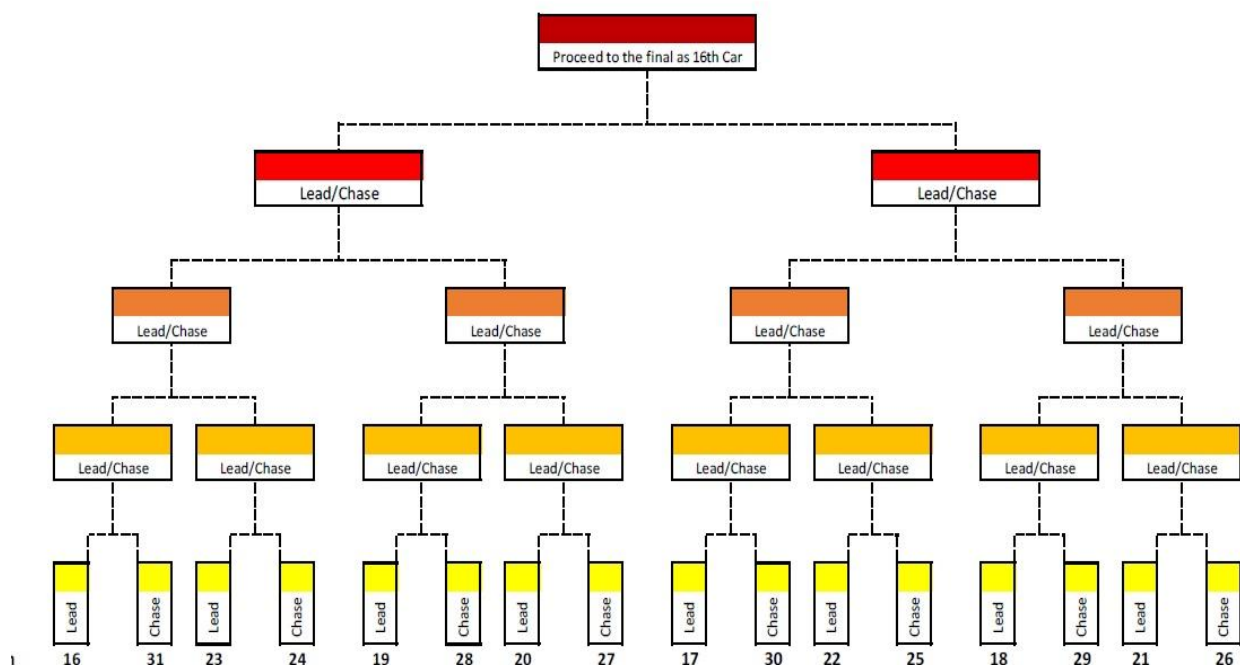 Proceed to the final as 16th Car
Lead/Chase Lead/Chase
Lead/Chase Lead/Chase Lead/Chase Lead/Chase
Lead/Chase Lead/Chase Lead/Chase Lead/Chase Lead/Chase Lead/Chase Lead/Chase Lead/Chase
Lead Chase Lead Chase Lead Chase Lead Chase Lead Chase Lead Chase Lead Chase Lead Chase
16 31 23 24 19 28 20 27 17 30 22 25 18 29 21 26